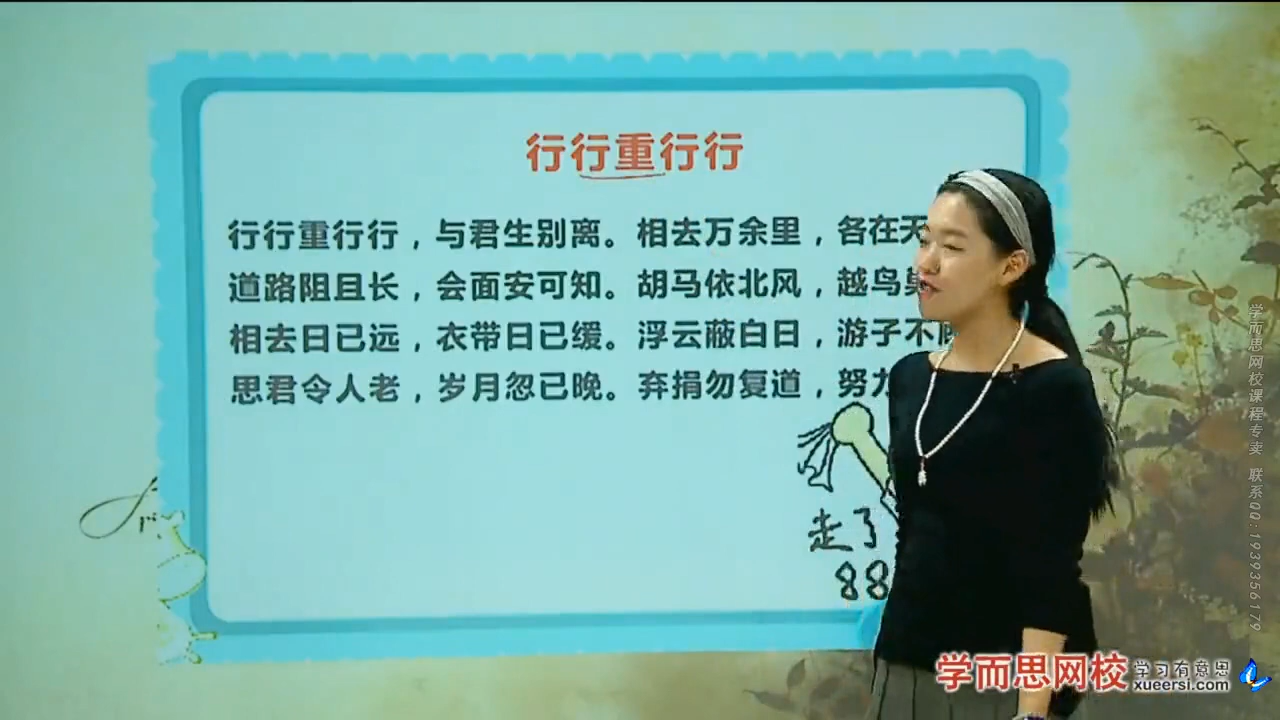 行行重行行
行行重行行，与君生别离。相去万余里，各在天
道路阻且长，会面安可知。胡马依北风，越鸟巢
相去日已远，衣带日已缓。浮云蔽白日，游子不顾
思君令人老，岁月忽已晚。弃捐勿复道，努力
走了
88
学而思网校
学习有意思
xueersi.com
学而思网校课程专卖 联系QQ:1939356179